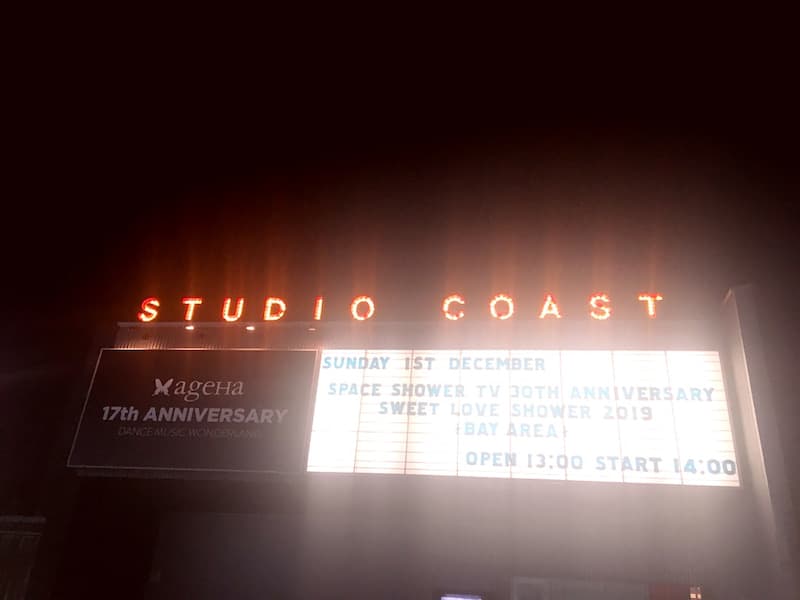 STUDIO COAST
ageHa
17th ANNIVERSARY
DANCE MUSIC WONDERLAND
SUNDAY 1ST DECEMBER
SPACE SHOWER TV 30TH ANNIVERSARY
SWEET LOVE SHOWER 2019
BAY AREA
OPEN 13:00 START 14:00